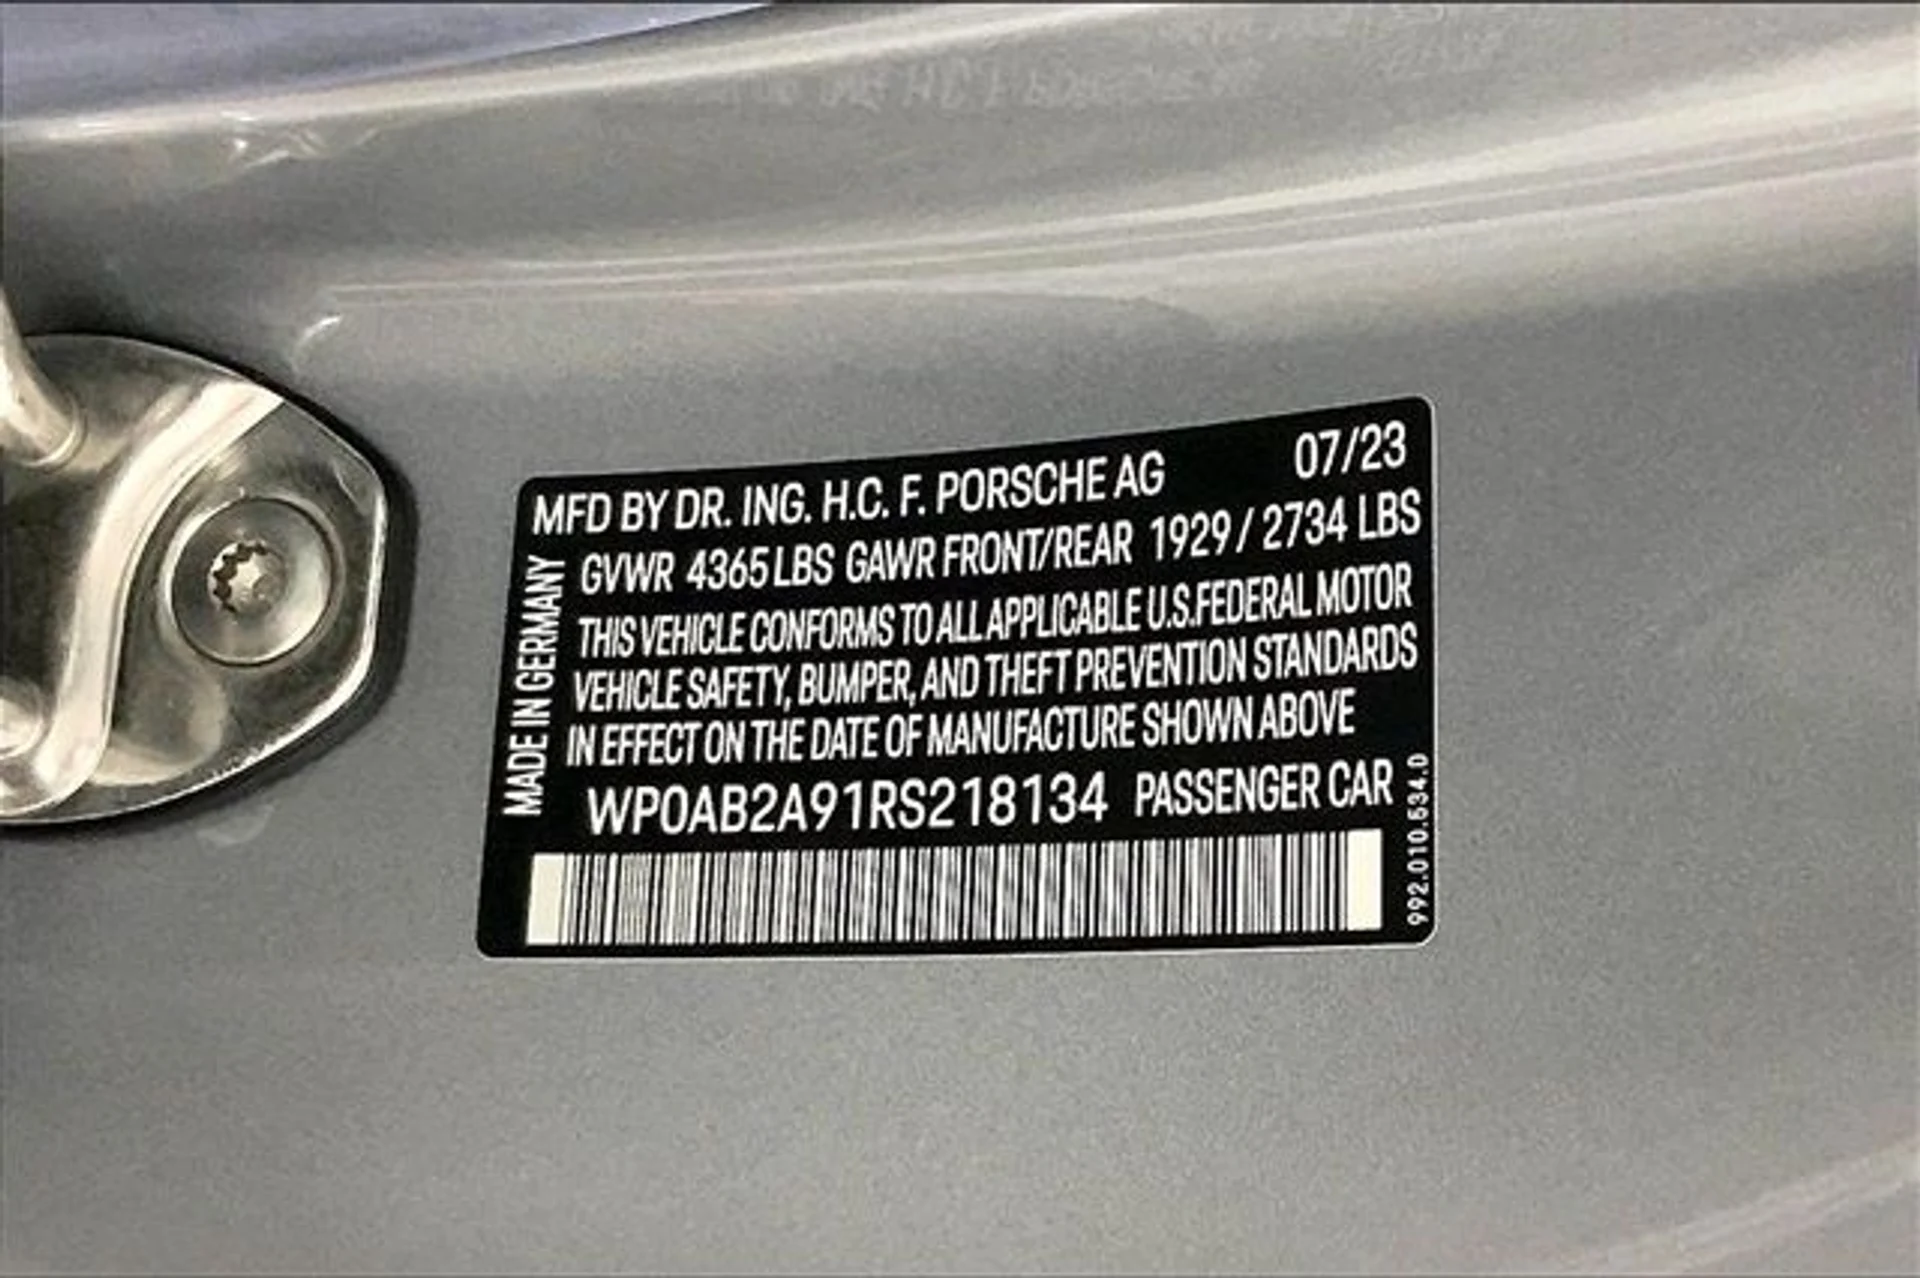 MFD BY DR. ING. H.C. F. PORSCHE AG 07/23
GVWR 4365 LBS GAWR FRONT/REAR 1929 / 2734 LBS
THIS VEHICLE CONFORMS TO ALL APPLICABLE U.S.FEDERAL MOTOR
VEHICLE SAFETY, BUMPER, AND THEFT PREVENTION STANDARDS
IN EFFECT ON THE DATE OF MANUFACTURE SHOWN ABOVE
WP0AB2A91RS218134 PASSENGER CAR
MADE IN GERMANY
992.010.534.0